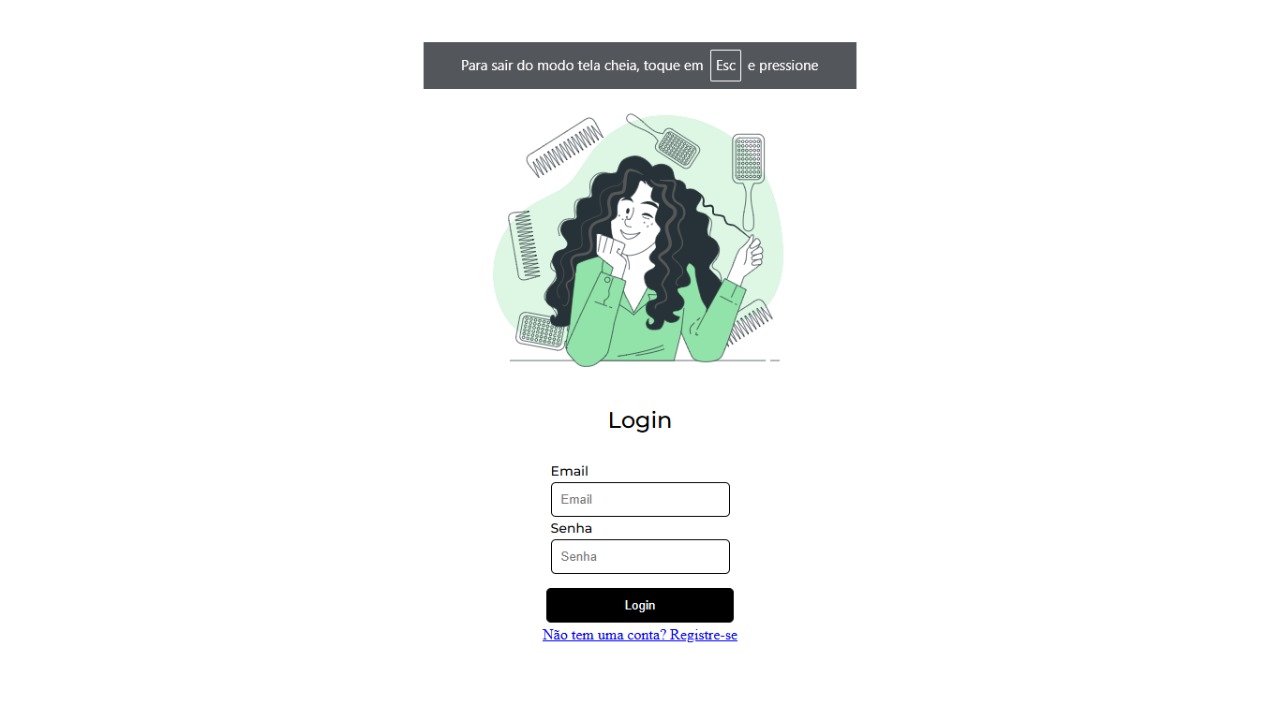 Para sair do modo tela cheia, toque em Esc e pressione
Login
Email
Email
Senha
Senha
Login
Não tem uma conta? Registre-se